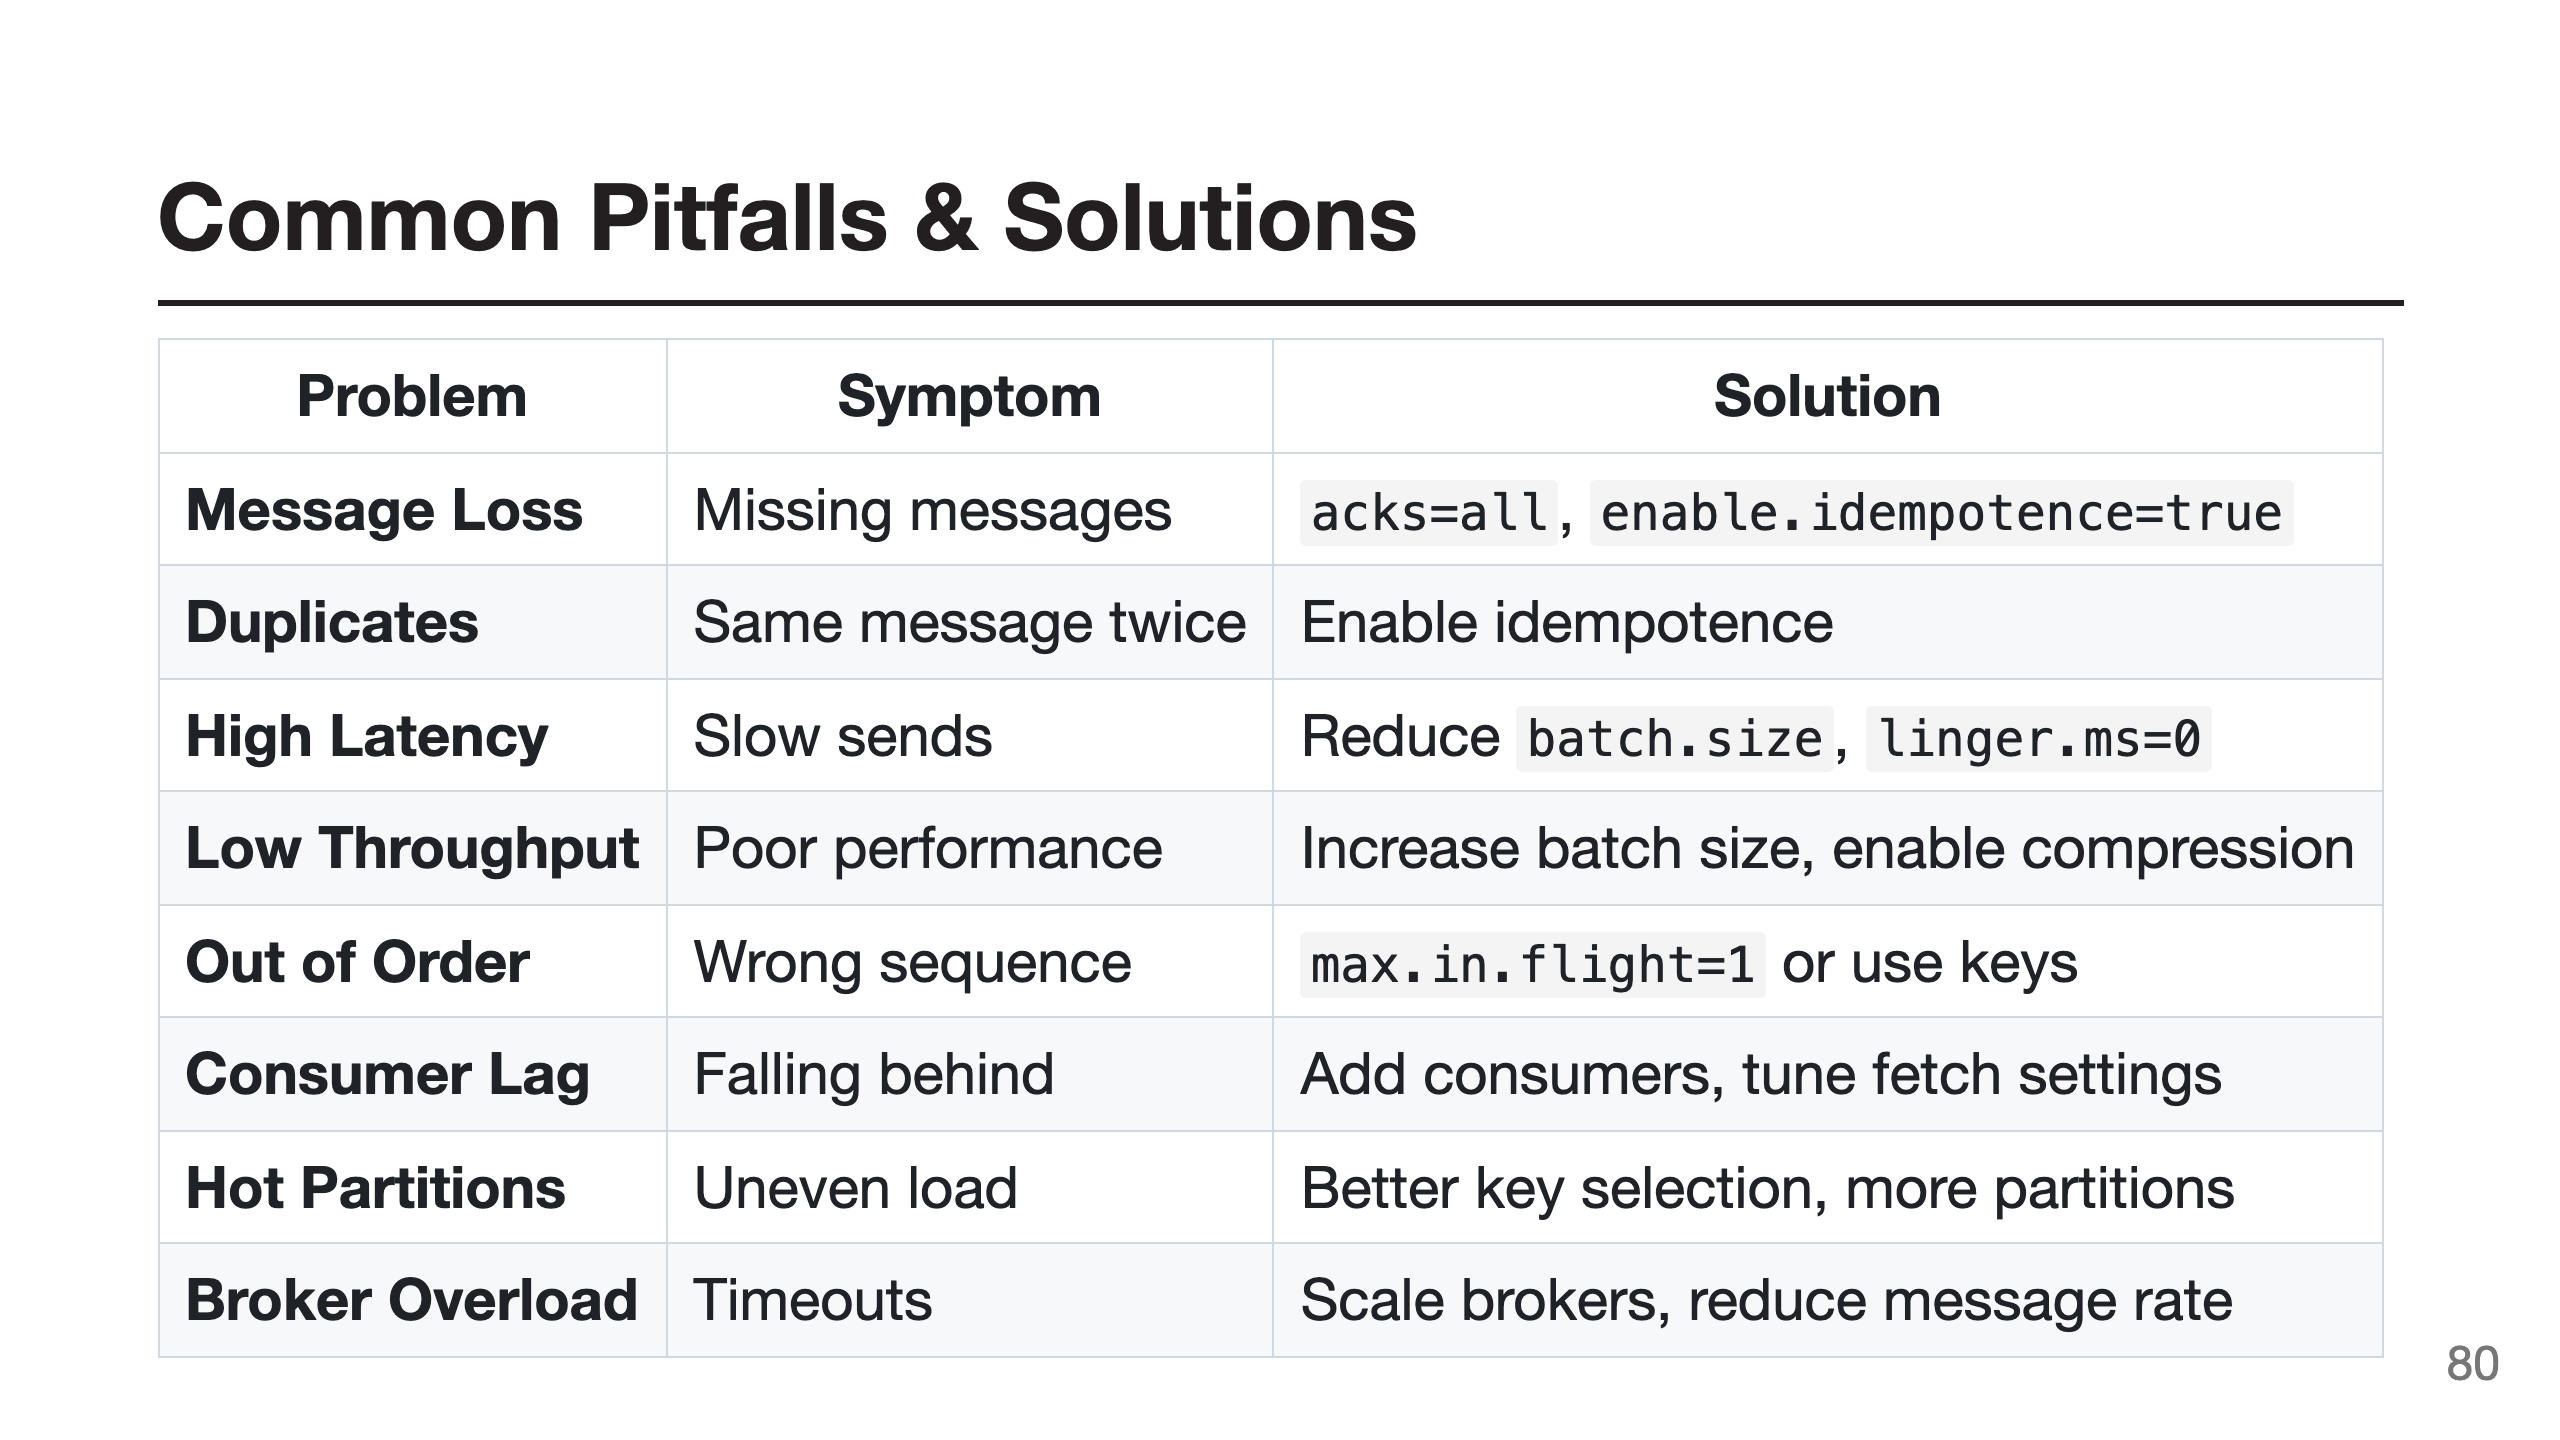 Common Pitfalls & Solutions
Problem Symptom Solution
Message Loss Missing messages acks=all, enable.idempotence=true
Duplicates Same message twice Enable idempotence
High Latency Slow sends Reduce batch.size, linger.ms=0
Low Throughput Poor performance Increase batch size, enable compression
Out of Order Wrong sequence max.in.flight=1 or use keys
Consumer Lag Falling behind Add consumers, tune fetch settings
Hot Partitions Uneven load Better key selection, more partitions
Broker Overload Timeouts Scale brokers, reduce message rate
80